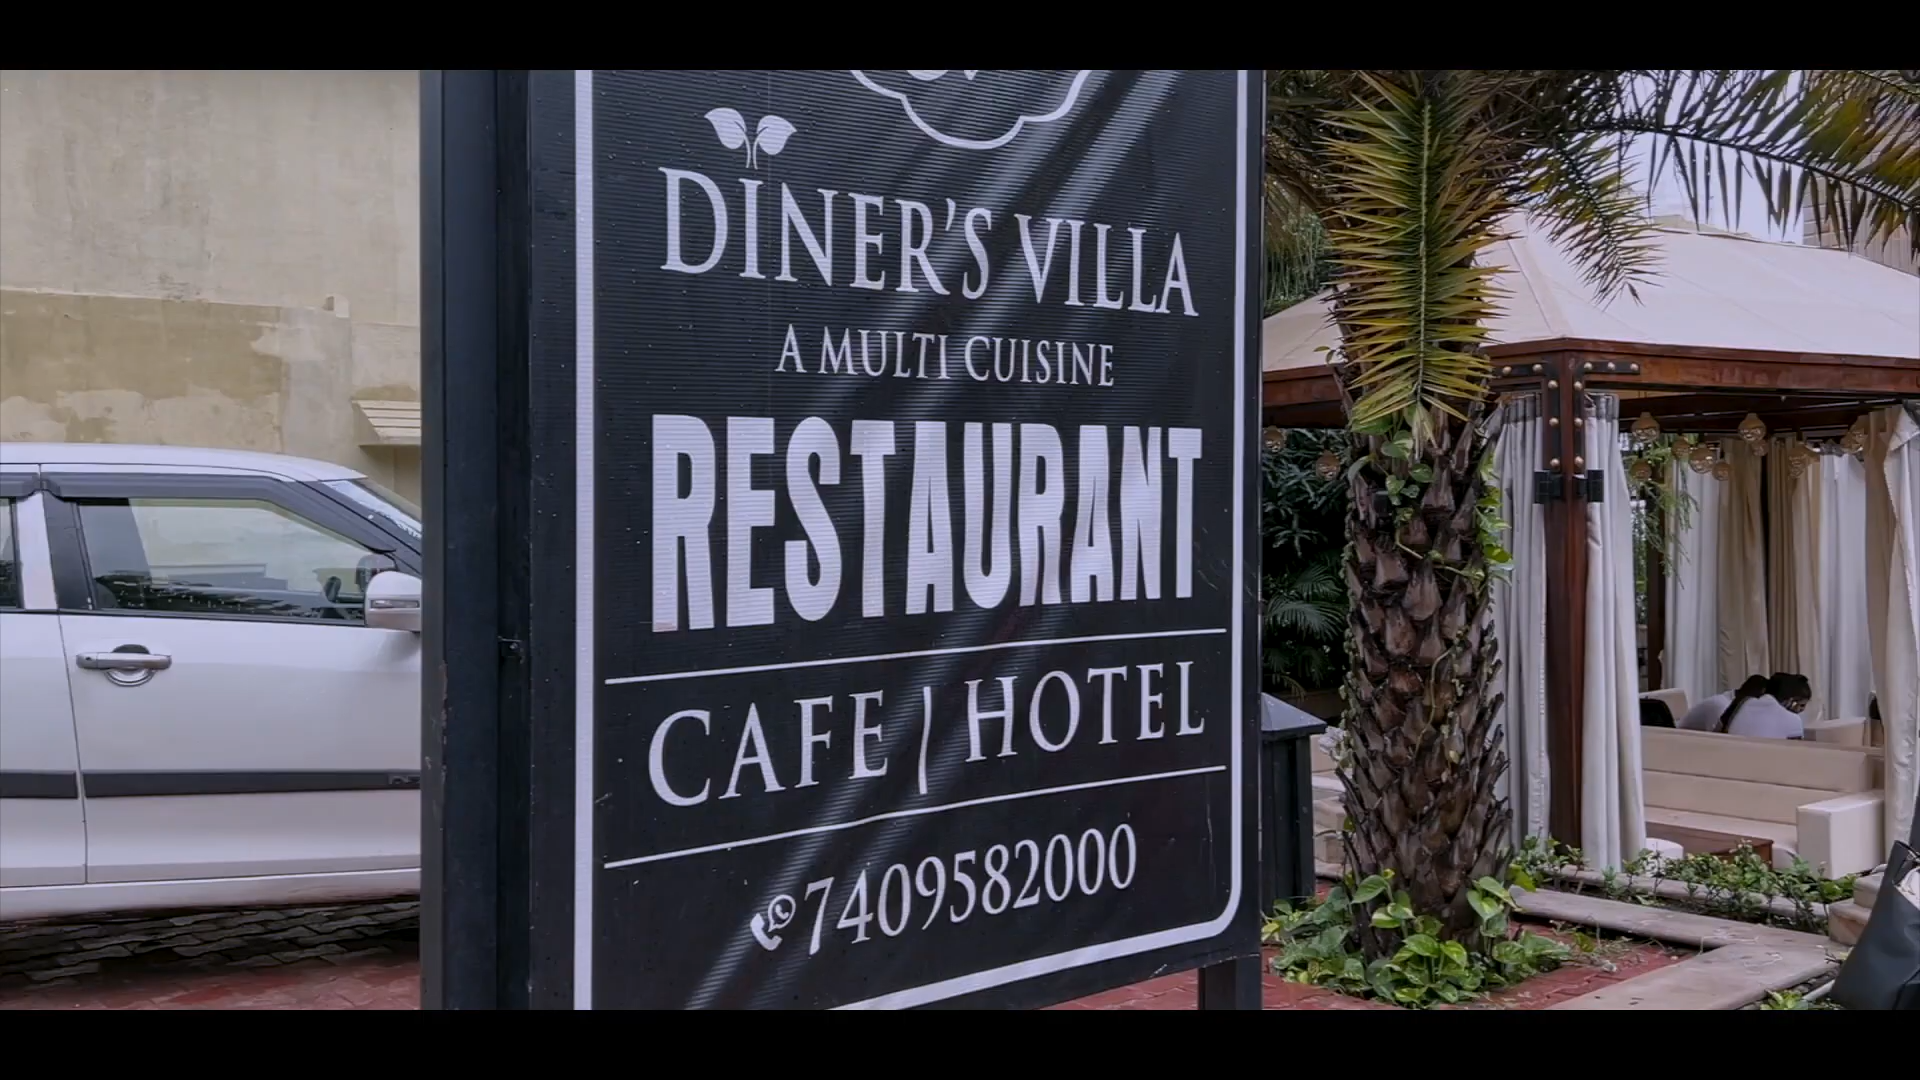 DINER'S VILLA
A MULTI CUISINE
RESTAURANT
CAFE | HOTEL
7409582000